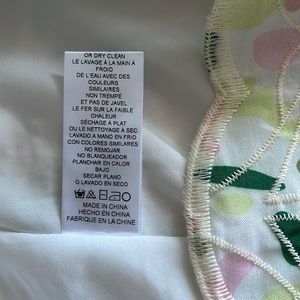 OR DRY CLEAN
LE LAVAGE À LA MAIN À
FROID
DE L'EAU AVEC DES
COULEURS
SIMILAIRES
NON TREMPÉ
ET PAS DE JAVEL
LE FER SUR LA FAIBLE
CHALEUR
SÉCHAGE À PLAT
OU LE NETTOYAGE À SEC
LAVADO A MANO EN FRIO
CON COLORES SIMILARES
NO REMOJAR
NO BLANQUEADOR
PLANCHAR EN CALOR
BAJO
SECAR PLANO
O LAVADO EN SECO
MADE IN CHINA
HECHO EN CHINA
FABRIQUE EN LA CHINE